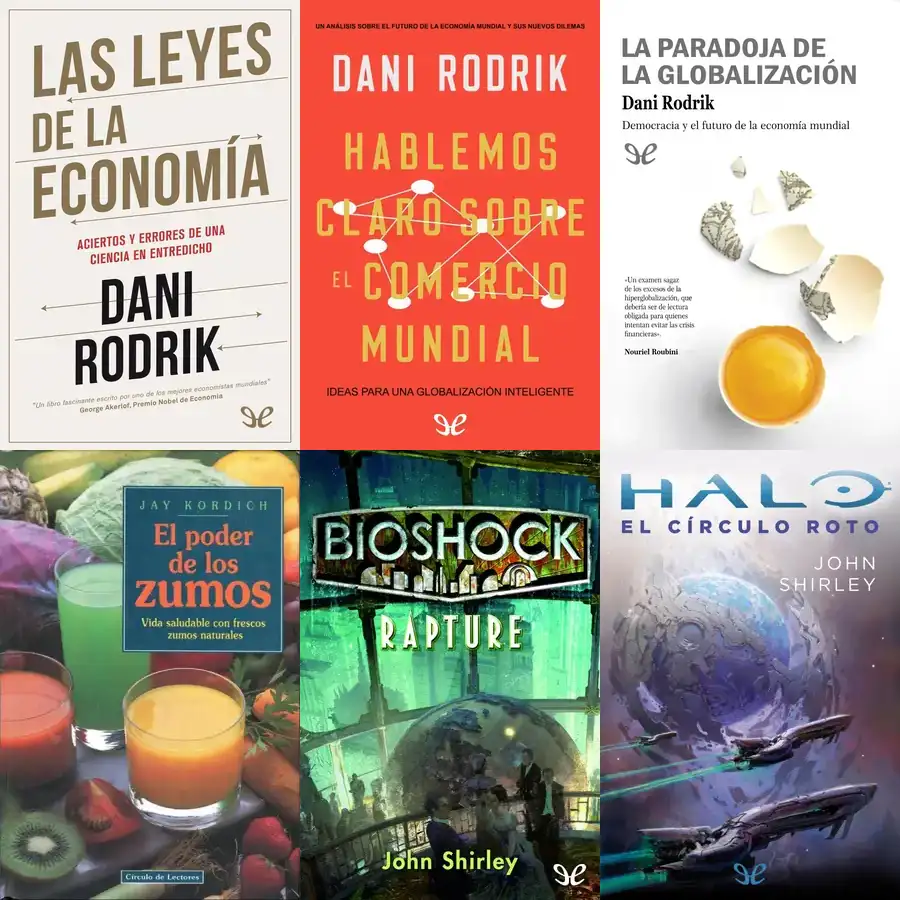 LAS LEYES
DE LA
ECONOMÍA
ACIERTOS Y ERRORES DE UNA
CIENCIA EN ENTREDICHO
DANI
RODRIK
"Un libro fascinante escrito por uno de los mejores economistas mundiales"
George Akerlof, Premio Nobel de Economía
UN ANÁLISIS SOBRE EL FUTURO DE LA ECONOMÍA MUNDIAL Y SUS NUEVOS DILEMAS
DANI RODRIK
HABLEMOS
CLARO SOBRE
EL COMERCIO
MUNDIAL
IDEAS PARA UNA GLOBALIZACIÓN INTELIGENTE
LA PARADOJA DE
LA GLOBALIZACIÓN
Dani Rodrik
Democracia y el futuro de la economía mundial
«Un examen sagaz
de los excesos de la
hiperglobalización, que
debería ser de lectura
obligada para quienes
intentan evitar las crisis
financieras».
Nouriel Roubini
JAY KORDICH
El poder
de los
zumos
Vida saludable con frescos
zumos naturales
Círculo de Lectores
BIOSHOCK
RAPTURE
John Shirley
HALO
EL CÍRCULO ROTO
JOHN
SHIRLEY